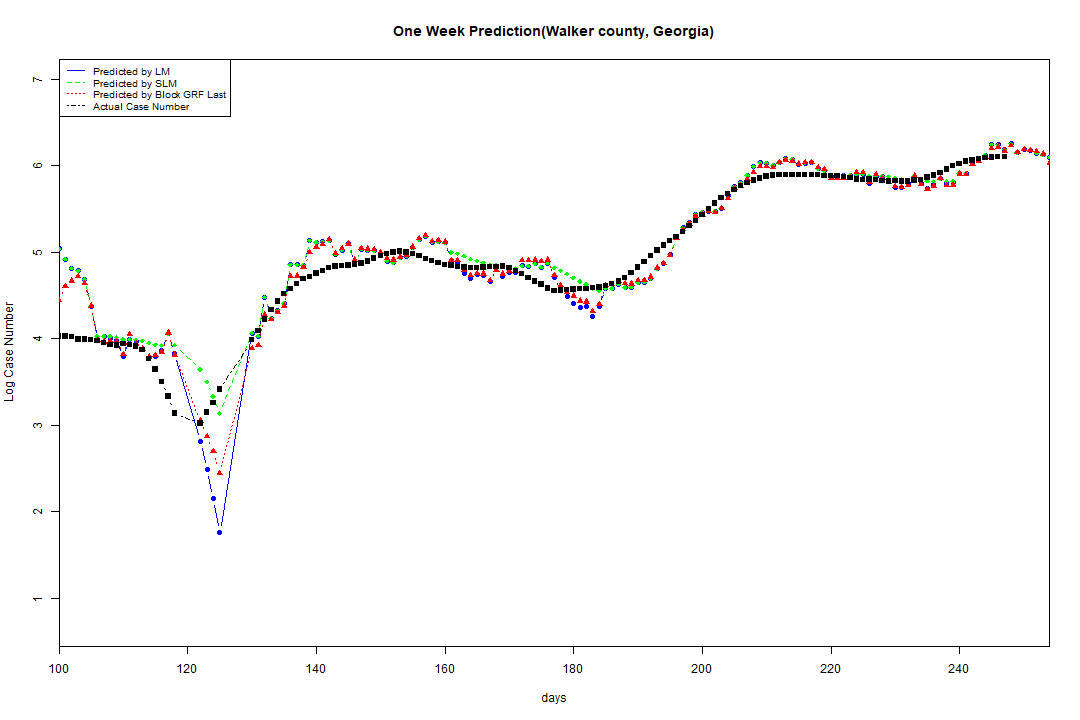 One Week Prediction(Walker county, Georgia)
Predicted by LM
Predicted by SLM
Predicted by Block GRF Last
Actual Case Number
7
6
5
4
3
2
1
Log Case Number
100 120 140 160 180 200 220 240
days